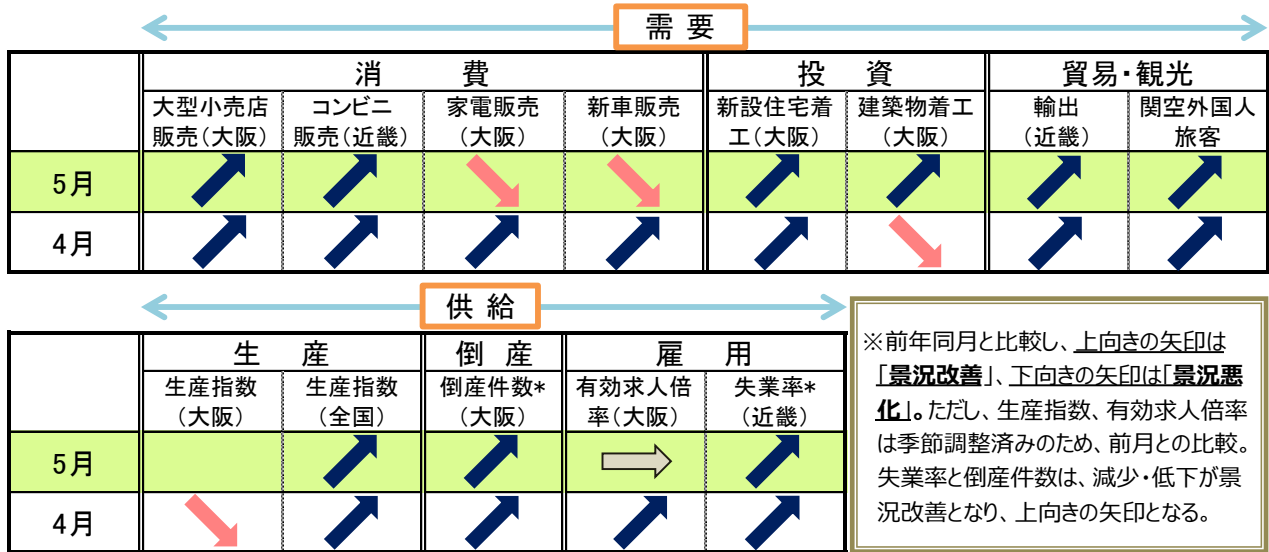 需 要
消 費
投 資
貿易・観光
大型小売店
販売(大阪)
コンビニ
販売(近畿)
家電販売
(大阪)
新車販売
(大阪)
新設住宅着
工(大阪)
建築物着工
(大阪)
輸出
(近畿)
関空外国人
旅客
5月
4月
供 給
生 産
倒 産
雇 用
生産指数
(大阪)
生産指数
(全国)
倒産件数*
(大阪)
有効求人倍
率(大阪)
失業率*
(近畿)
5月
4月
※前年同月と比較し、上向きの矢印は
「景況改善」、下向きの矢印は「景況悪
化」。ただし、生産指数、有効求人倍率
は季節調整済みのため、前月との比較。
失業率と倒産件数は、減少・低下が景
況改善となり、上向きの矢印となる。